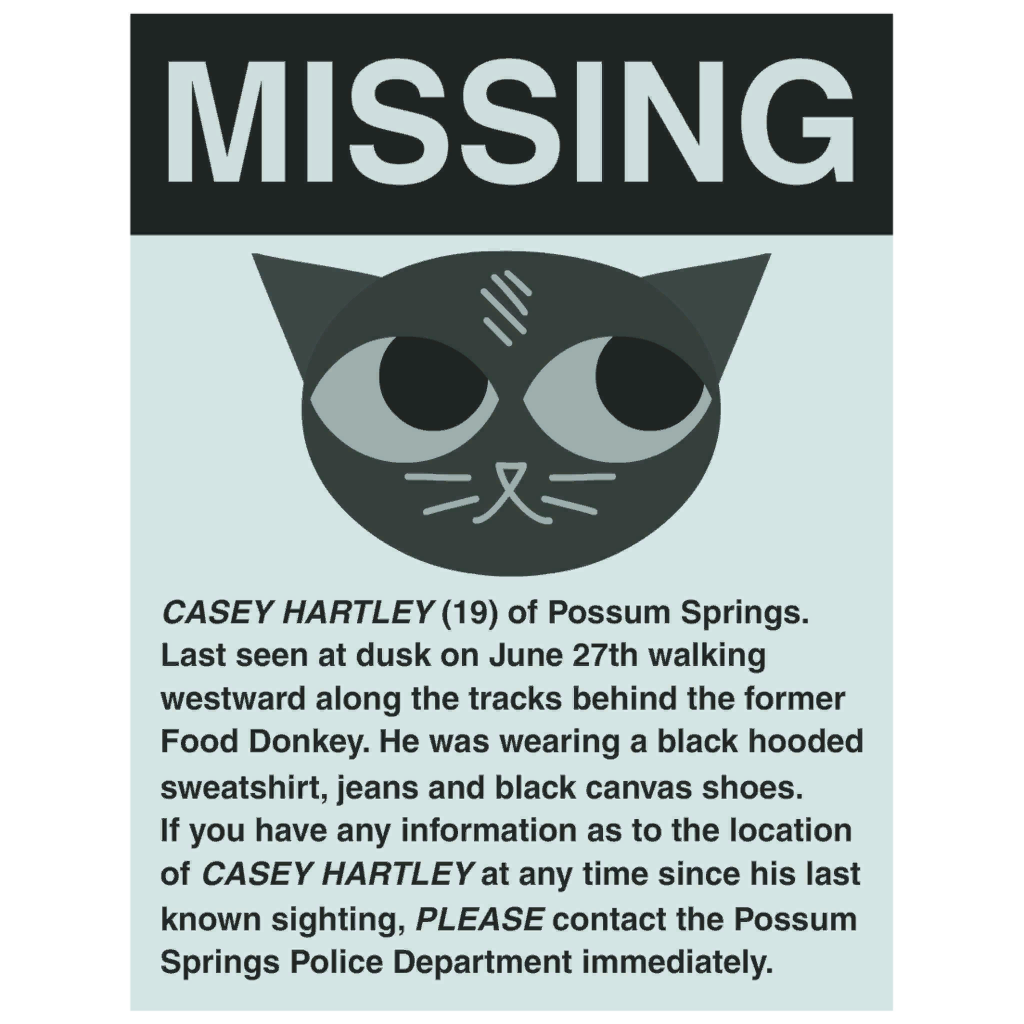 MISSING
CASEY HARTLEY (19) of Possum Springs.
Last seen at dusk on June 27th walking
westward along the tracks behind the former
Food Donkey. He was wearing a black hooded
sweatshirt, jeans and black canvas shoes.
If you have any information as to the location
of CASEY HARTLEY at any time since his last
known sighting, PLEASE contact the Possum
Springs Police Department immediately.